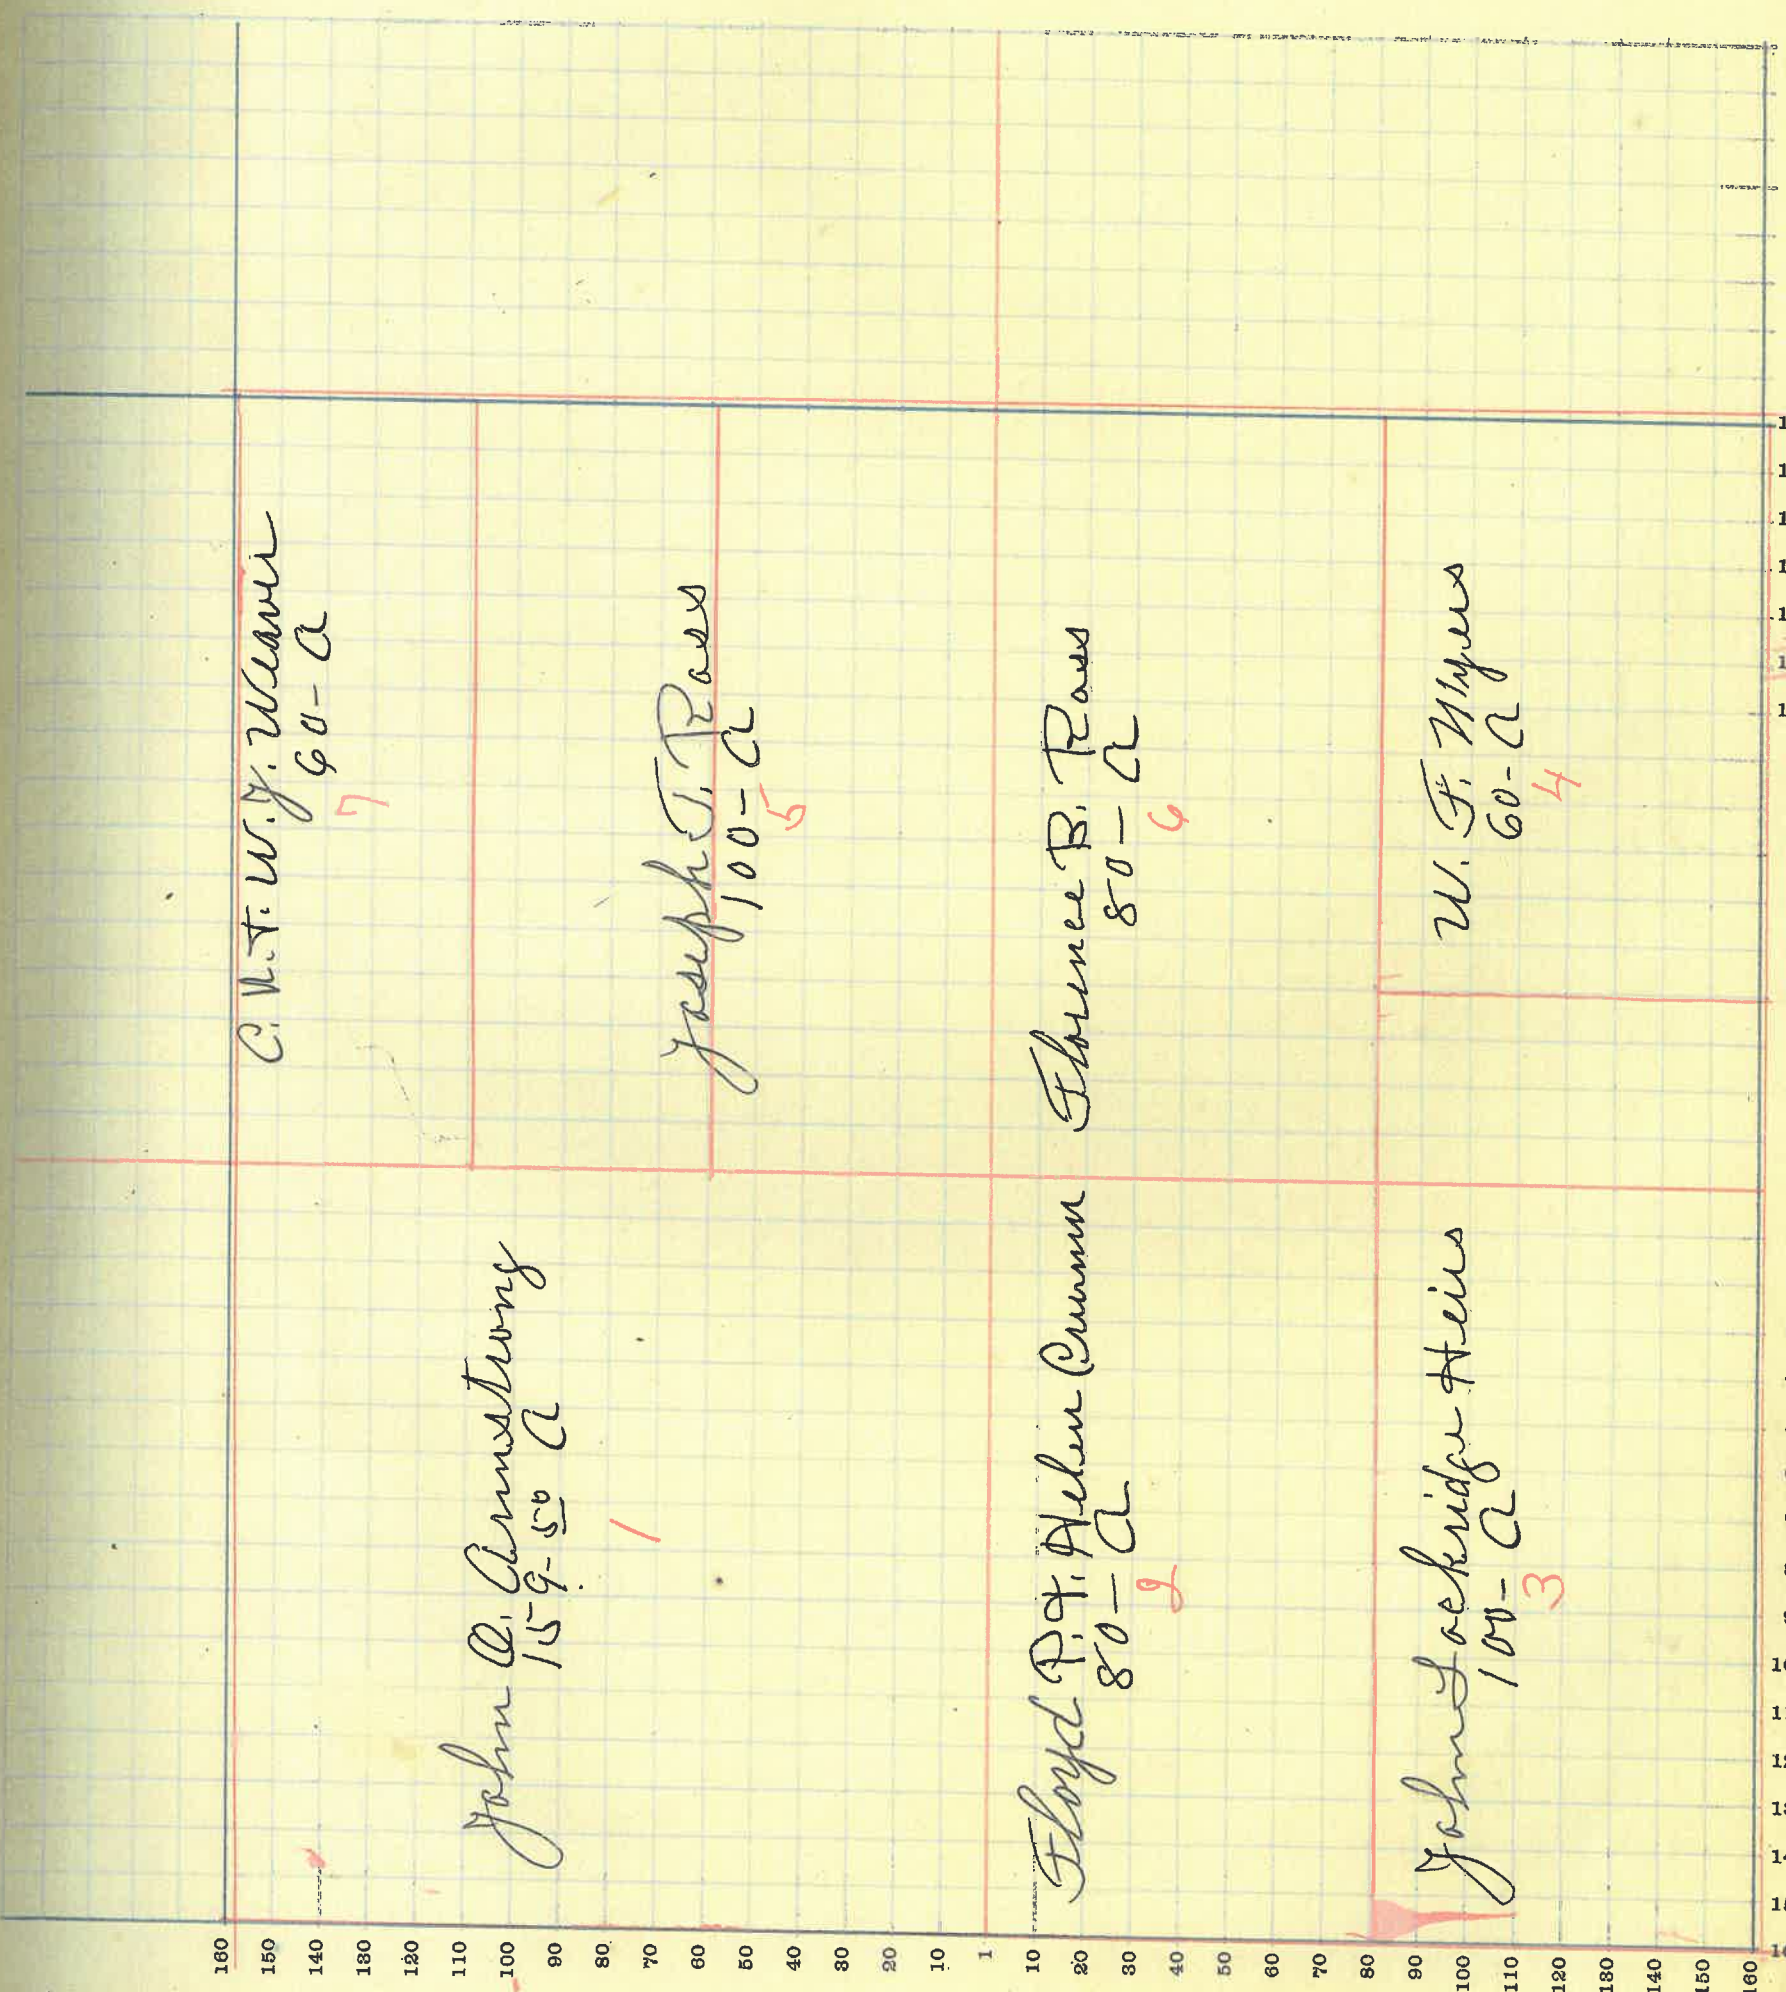 C. N. + W. J. Weaver
60 - a
7
Joseph T. Ross
100 - a
5
Florence B. Ross
80 - a
6
W. F. Myers
60 - a
4
John Q. Armstrong
159-50 a
1
Floyd P. + Helen Crumm
80 - a
2
John Lockridge Heirs
100 - a
3
160
150
140
130
120
110
100
90
80
70
60
50
40
30
20
10
1
10
20
30
40
50
60
70
80
90
100
110
120
130
140
150
160